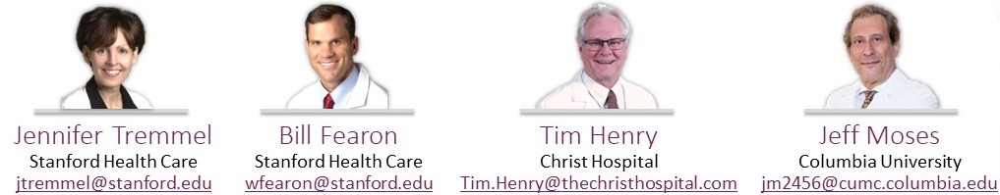 Jennifer Tremmel
Stanford Health Care
jtremmel@stanford.edu
Bill Fearon
Stanford Health Care
wfearon@stanford.edu
Tim Henry
Christ Hospital
Tim.Henry@thechristhospital.com
Jeff Moses
Columbia University
jm2456@cumc.columbia.edu